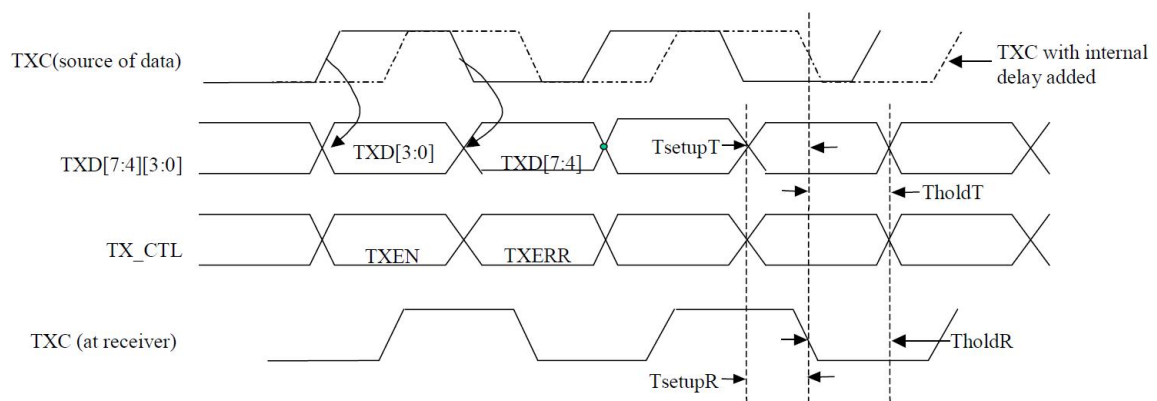 TXC(source of data)
TXC with internal
delay added
TXD[7:4][3:0]
TXD[3:0]
TXD[7:4]
TsetupT
TholdT
TX_CTL
TXEN
TXERR
TXC (at receiver)
TholdR
TsetupR